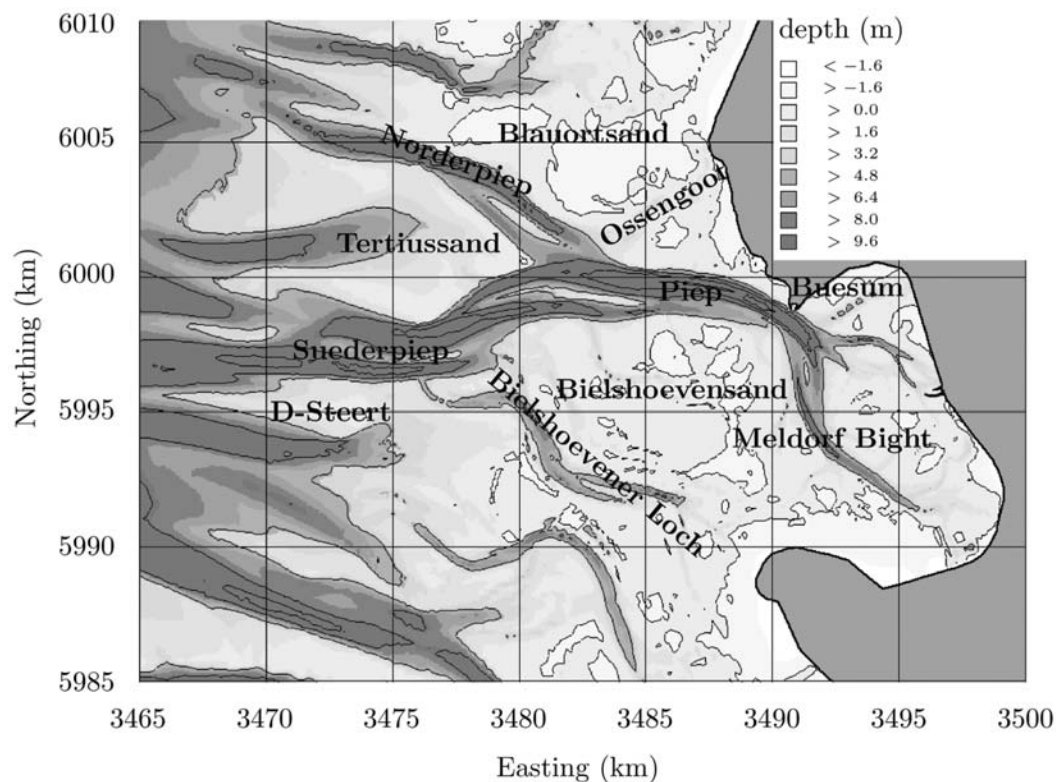 6010
depth (m)
< −1.6
> −1.6
> 0.0
> 1.6
> 3.2
> 4.8
> 6.4
> 8.0
> 9.6
6005
Norderpiep
Blauortsand
Ossengoot
Tertiussand
6000
Piep
Buesum
Northing (km)
Suederpiep
Bielshoevener Loch
Bielshoevensand
5995
D-Steert
Meldorf Bight
5990
5985
3465 3470 3475 3480 3485 3490 3495 3500
Easting (km)